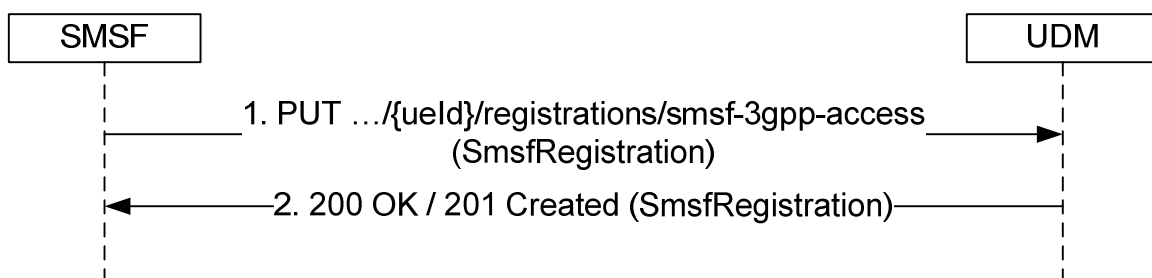 SMSF
UDM
1. PUT …/{ueId}/registrations/smsf-3gpp-access
(SmsfRegistration)
2. 200 OK / 201 Created (SmsfRegistration)